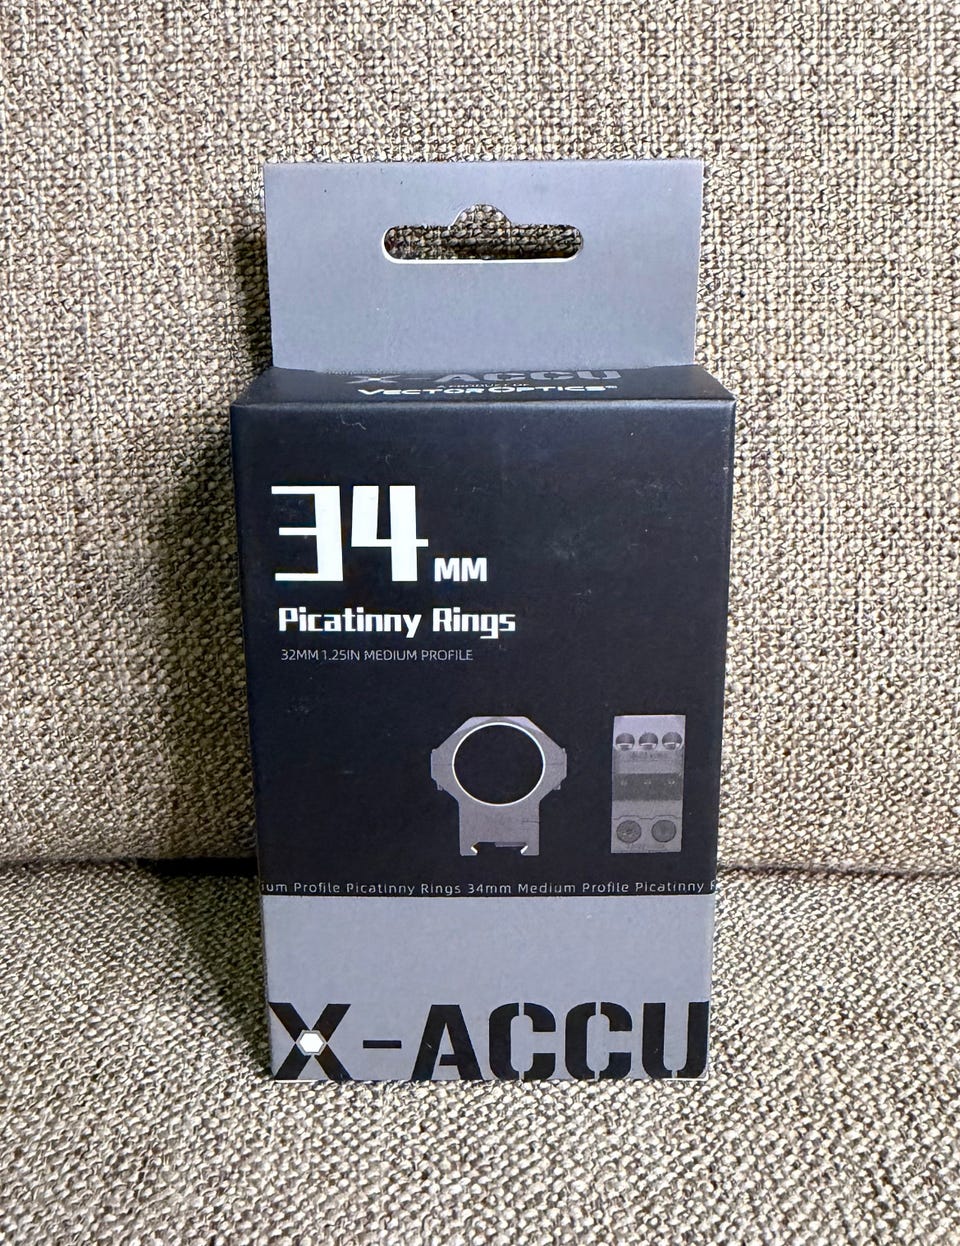 X-ACCU
VECTOR OPTICS
34MM
Picatinny Rings
32MM 1.25IN MEDIUM PROFILE
um Profile Picatinny Rings 34mm Medium Profile Picatinny
X-ACCU